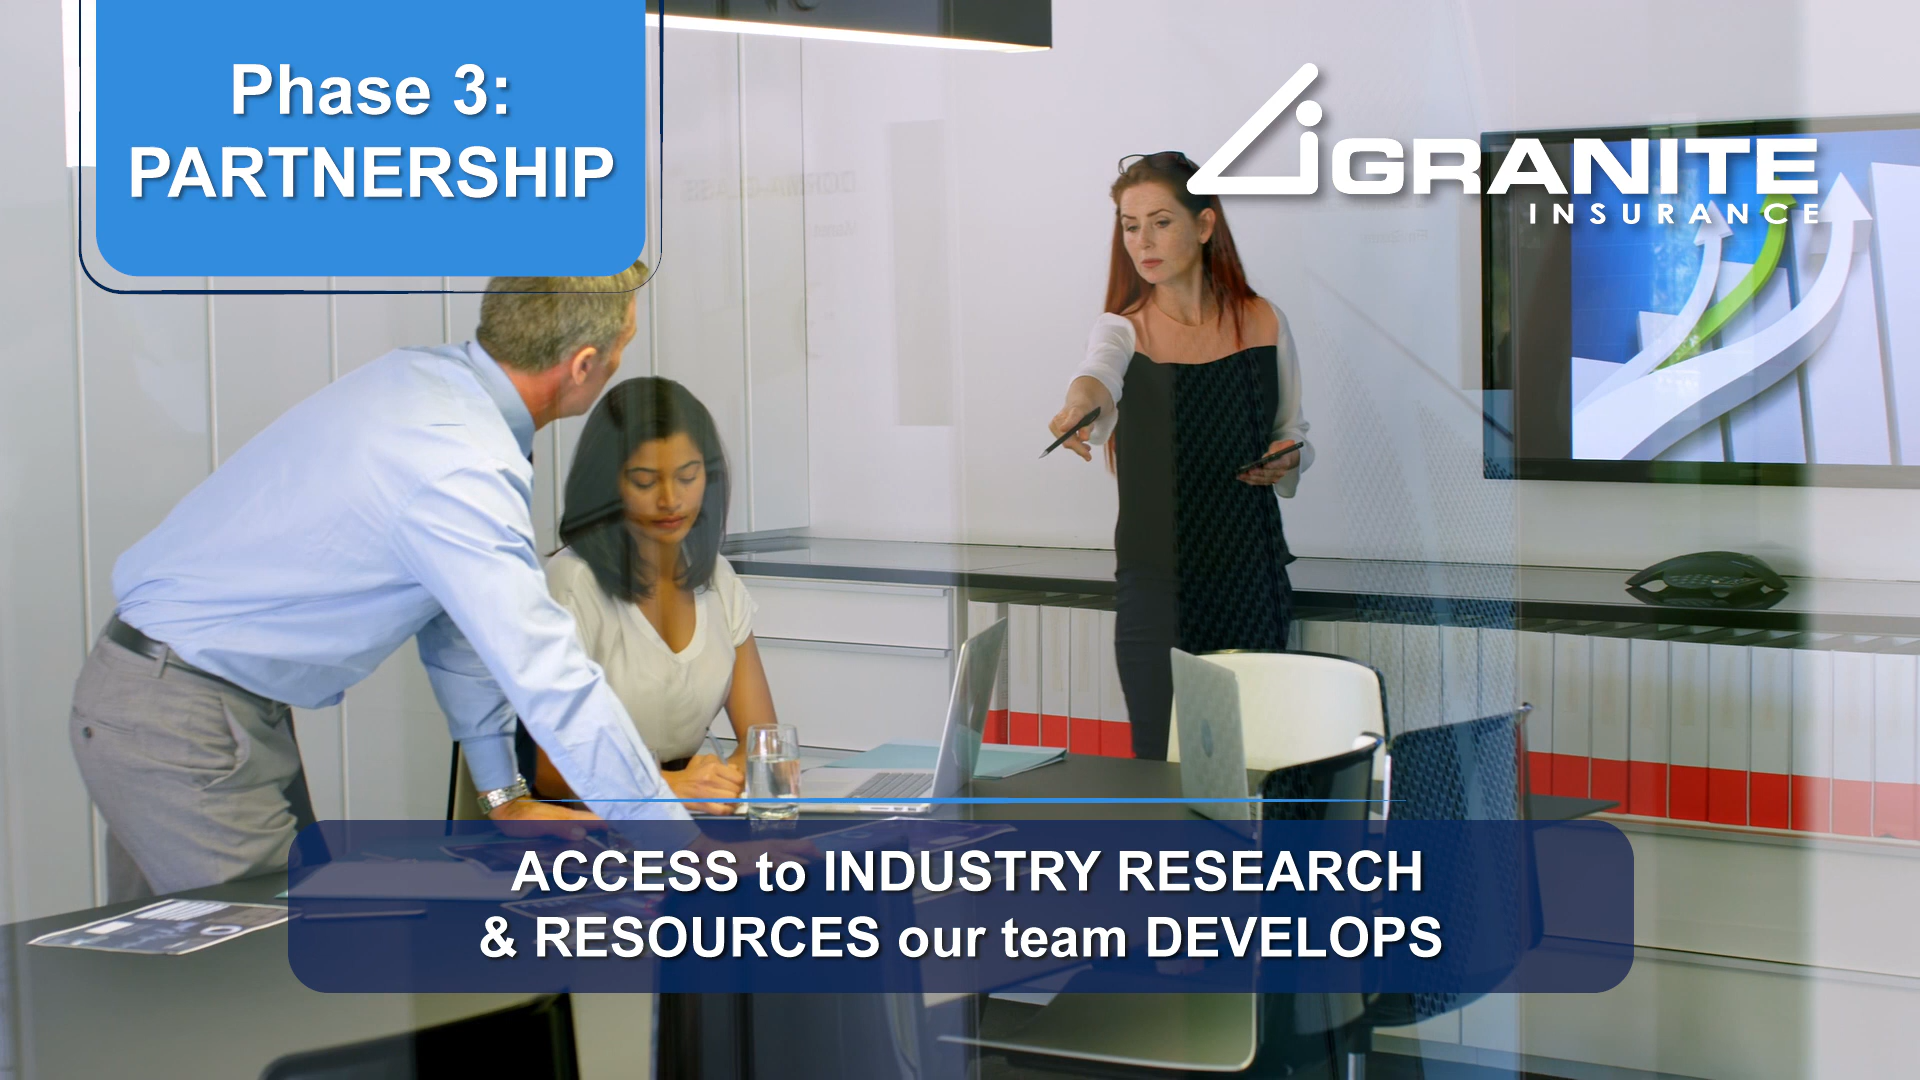 Phase 3:
PARTNERSHIP
GRANITE
INSURANCE
ACCESS to INDUSTRY RESEARCH
& RESOURCES our team DEVELOPS